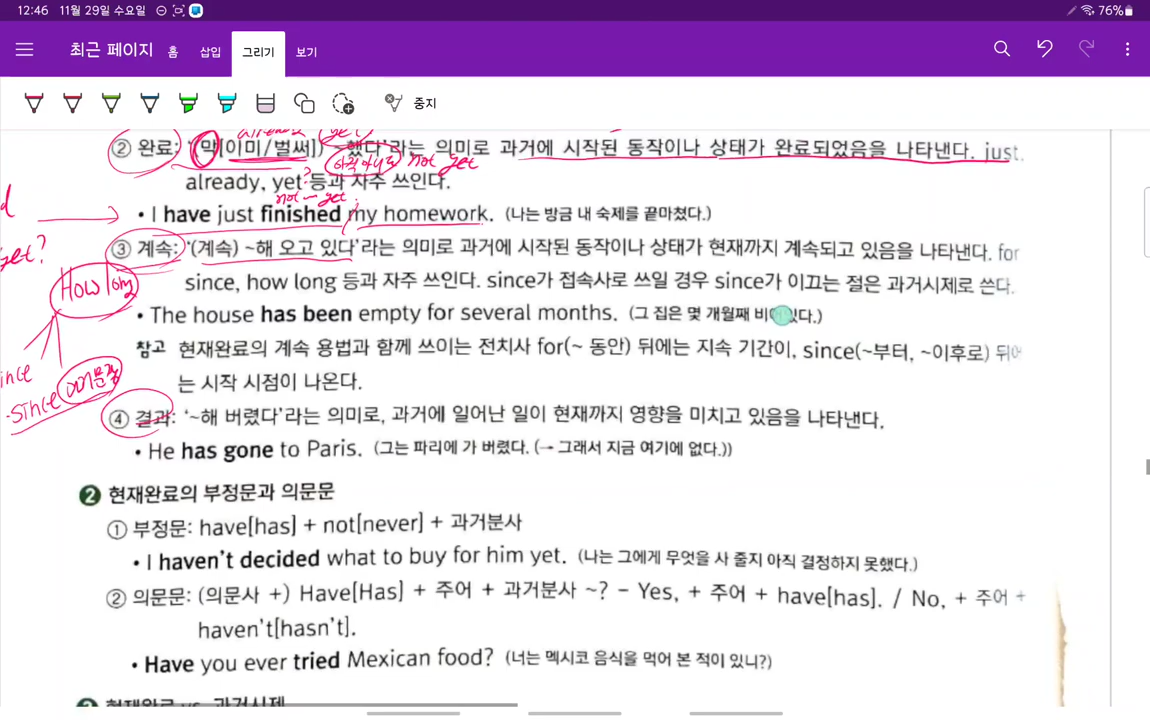 12:46 11월 29일 수요일 76%
최근 페이지 홈 삽입 그리기 보기
중지
already (yet)
② 완료: '막[이미/벌써]) ~했다'라는 의미로 과거에 시작된 동작이나 상태가 완료되었음을 나타낸다. just,
not yet
already, yet 등과 자주 쓰인다.
?
not ~ yet.
• I have just finished my homework. (나는 방금 내 숙제를 끝마쳤다.)
yet?
③ 계속: '(계속) ~해 오고 있다'라는 의미로 과거에 시작된 동작이나 상태가 현재까지 계속되고 있음을 나타낸다. for
How long
since, how long 등과 자주 쓰인다. since가 접속사로 쓰일 경우 since가 이끄는 절은 과거시제로 쓴다.
• The house has been empty for several months. (그 집은 몇 개월째 비어있다.)
참고 현재완료의 계속 용법과 함께 쓰이는 전치사 for(~ 동안) 뒤에는 지속 기간이, since(~부터, ~이후로) 뒤에
는 시작 시점이 나온다.
since
④ 결과: '~해 버렸다'라는 의미로, 과거에 일어난 일이 현재까지 영향을 미치고 있음을 나타낸다.
• He has gone to Paris. (그는 파리에 가 버렸다. (→ 그래서 지금 여기에 없다.))
❷ 현재완료의 부정문과 의문문
① 부정문: have[has] + not[never] + 과거분사
• I haven't decided what to buy for him yet. (나는 그에게 무엇을 사 줄지 아직 결정하지 못했다.)
② 의문문: (의문사 +) Have[Has] + 주어 + 과거분사 ~? – Yes, + 주어 + have[has]. / No, + 주어 +
haven't[hasn't].
• Have you ever tried Mexican food? (너는 멕시코 음식을 먹어 본 적이 있니?)
❸ 현재완료 vs. 과거시제